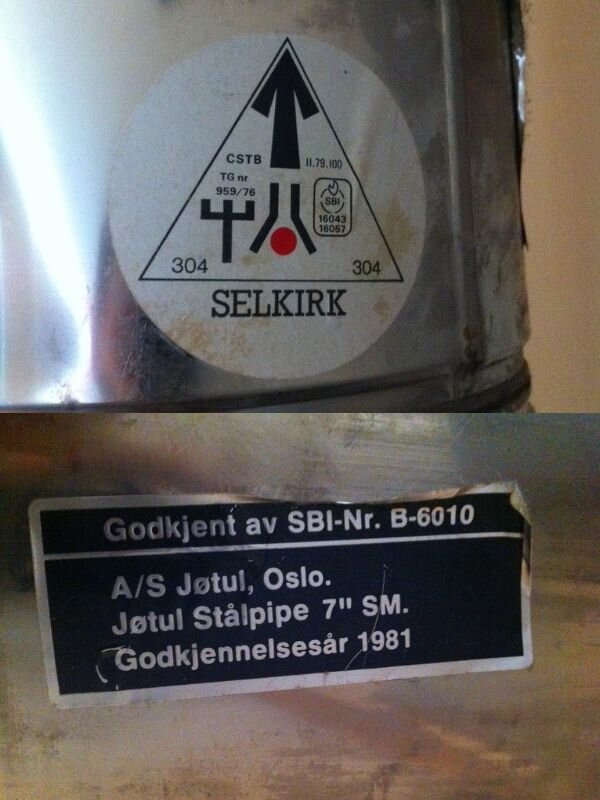 CSTB
II.79.100
TG nr
959/76
SBI
16043
16057
304
304
SELKIRK
Godkjent av SBI-Nr. B-6010
A/S Jøtul, Oslo.
Jøtul Stålpipe 7" SM.
Godkjennelsesår 1981